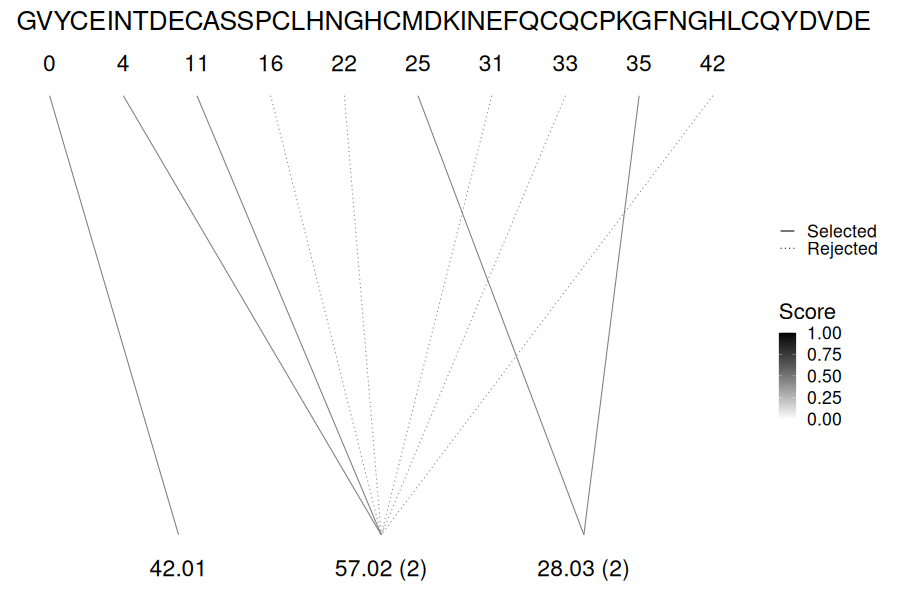 GVYCEINTDECASSPCLHNGHCMDKINEFQCQCPKGFNGHLCQYDVDE
0 4 11 16 22 25 31 33 35 42
Selected
Rejected
Score
1.00
0.75
0.50
0.25
0.00
42.01 57.02 (2) 28.03 (2)